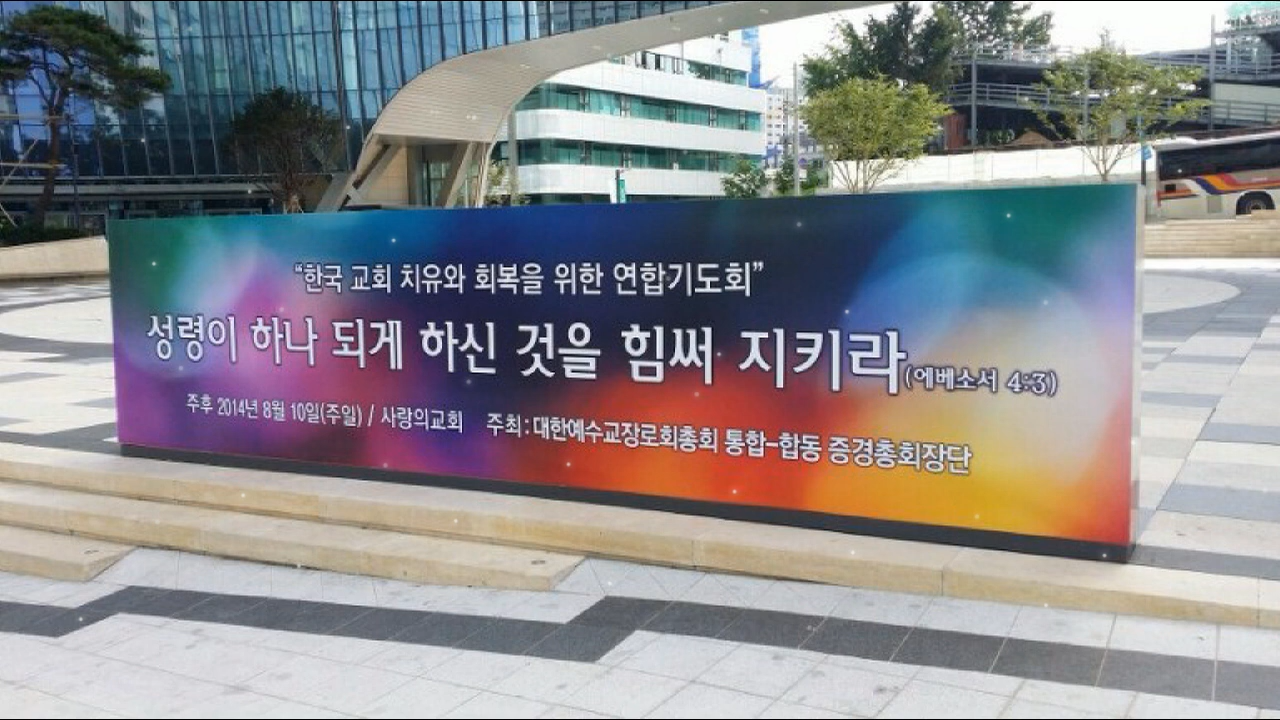 “한국 교회 치유와 회복을 위한 연합기도회”
성령이 하나 되게 하신 것을 힘써 지키라(에베소서 4:3)
주후 2014년 8월 10일(주일) / 사랑의교회 주최:대한예수교장로회총회 통합-합동 증경총회장단